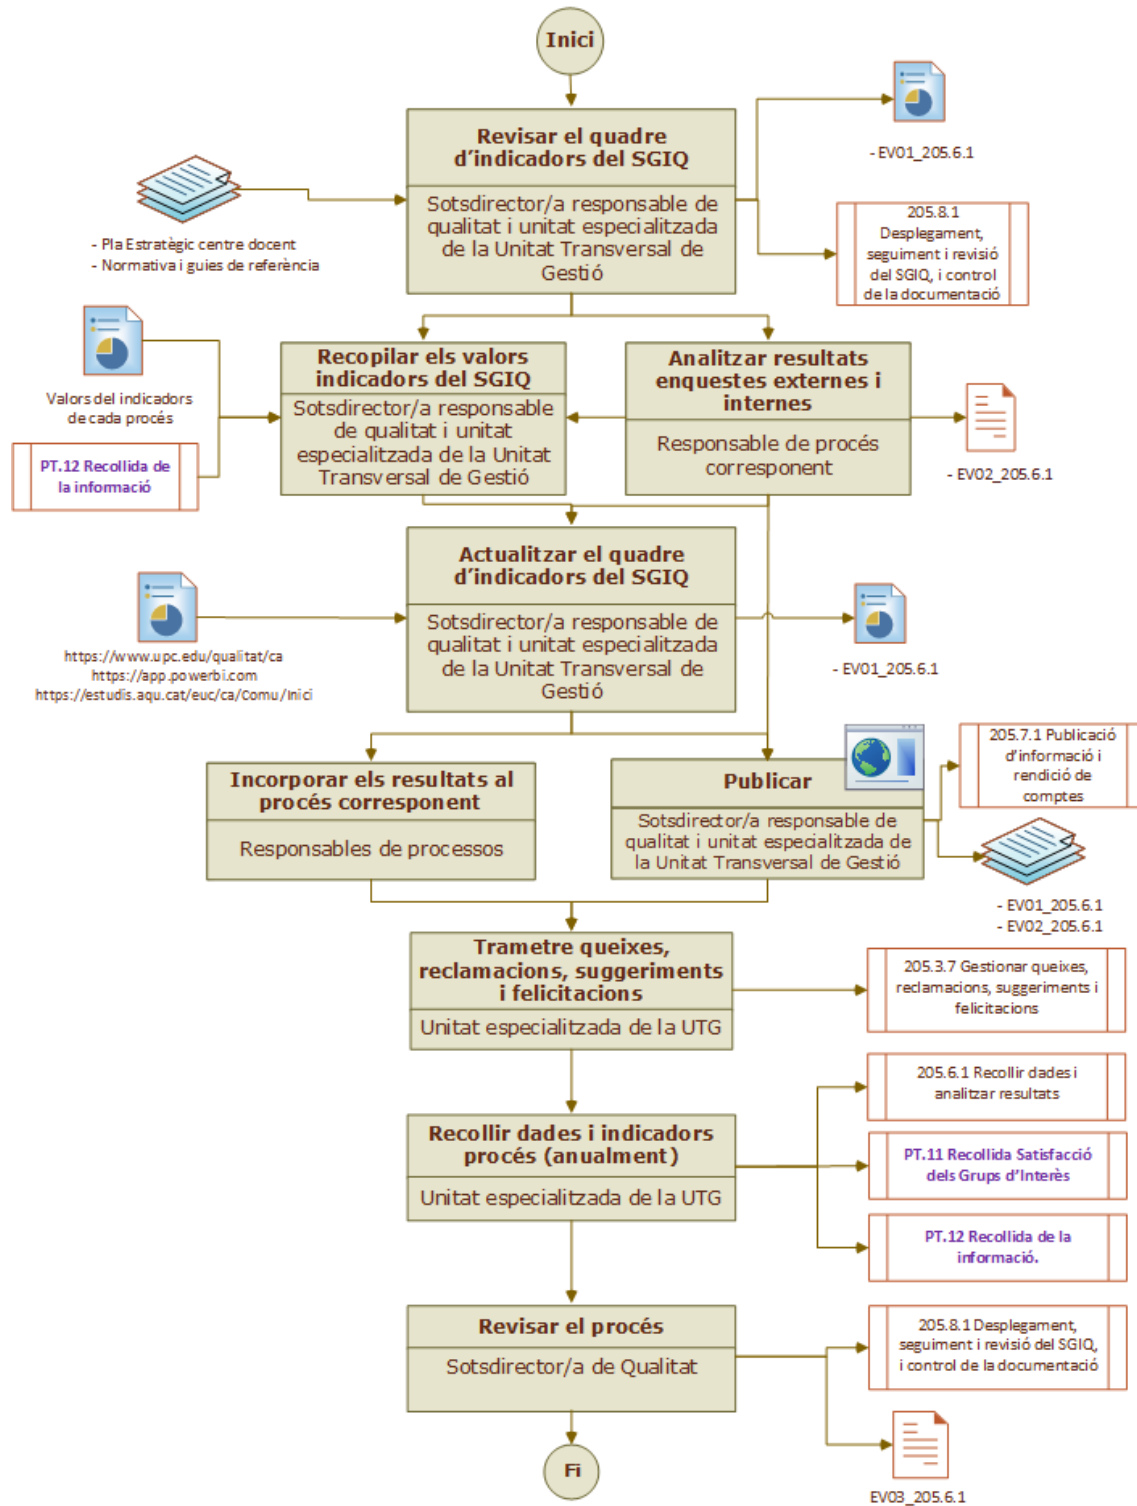 Inici
Revisar el quadre
d’indicadors del SGIQ
Sotsdirector/a responsable de
qualitat i unitat especialitzada
de la Unitat Transversal de
Gestió
- EV01_205.6.1
- Pla Estratègic centre docent
- Normativa i guies de referència
205.8.1
Desplegament,
seguiment i revisió
del SGIQ, i control
de la documentació
Recopilar els valors
indicadors del SGIQ
Sotsdirector/a responsable
de qualitat i unitat
especialitzada de la Unitat
Transversal de Gestió
Analitzar resultats
enquestes externes i
internes
Responsable de procés
corresponent
Valors del indicadors
de cada procés
PT.12 Recollida de
la informació
- EV02_205.6.1
Actualitzar el quadre
d’indicadors del SGIQ
Sotsdirector/a responsable de
qualitat i unitat especialitzada
de la Unitat Transversal de
Gestió
https://www.upc.edu/qualitat/ca
https://app.powerbi.com
https://estudis.aqu.cat/euc/ca/Comu/Inici
- EV01_205.6.1
Incorporar els resultats al
procés corresponent
Responsables de processos
Publicar
Sotsdirector/a responsable de
qualitat i unitat especialitzada de
la Unitat Transversal de Gestió
205.7.1 Publicació
d’informació i
rendició de
comptes
- EV01_205.6.1
- EV02_205.6.1
Trametre queixes,
reclamacions, suggeriments
i felicitacions
Unitat especialitzada de la UTG
205.3.7 Gestionar queixes,
reclamacions, suggeriments i
felicitacions
Recollir dades i indicadors
procés (anualment)
Unitat especialitzada de la UTG
205.6.1 Recollir dades i
analitzar resultats
PT.11 Recollida Satisfacció
dels Grups d’Interès
PT.12 Recollida de la
informació.
Revisar el procés
Sotsdirector/a de Qualitat
205.8.1 Desplegament,
seguiment i revisió del SGIQ,
i control de la documentació
Fi
EV03_205.6.1